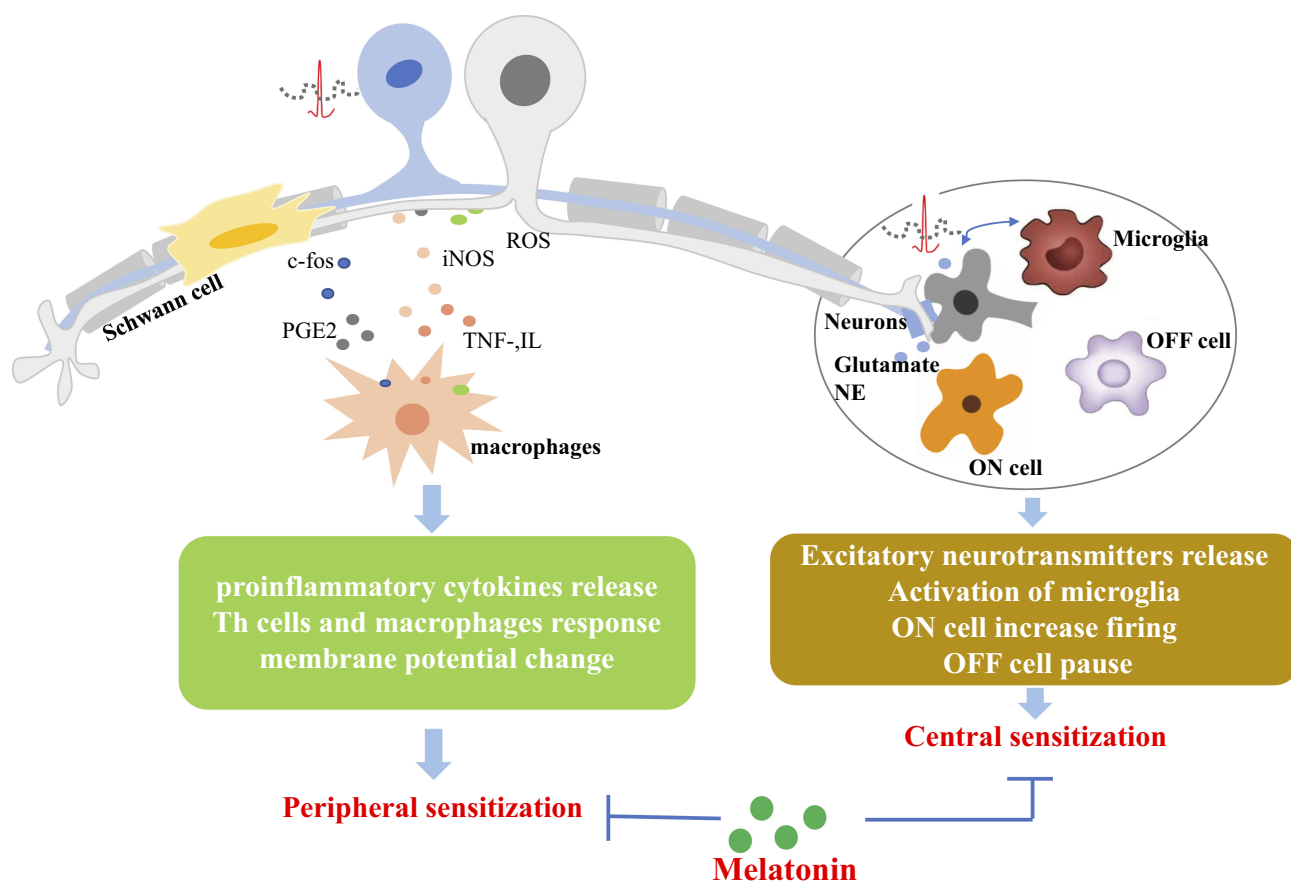 ROS
iNOS
c-fos
Schwann cell
PGE2
TNF-,IL
macrophages
Microglia
Neurons
OFF cell
Glutamate
NE
ON cell
proinflammatory cytokines release
Th cells and macrophages response
membrane potential change
Excitatory neurotransmitters release
Activation of microglia
ON cell increase firing
OFF cell pause
Central sensitization
Peripheral sensitization
Melatonin